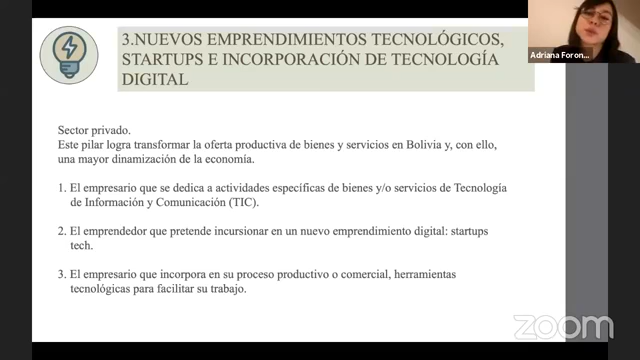 3.NUEVOS EMPRENDIMIENTOS TECNOLÓGICOS,
STARTUPS E INCORPORACIÓN DE TECNOLOGÍA
DIGITAL
Adriana Foron...
Sector privado.
Este pilar logra transformar la oferta productiva de bienes y servicios en Bolivia y, con ello,
una mayor dinamización de la economía.
1. El empresario que se dedica a actividades específicas de bienes y/o servicios de Tecnología
de Información y Comunicación (TIC).
2. El emprendedor que pretende incursionar en un nuevo emprendimiento digital: startups
tech.
3. El empresario que incorpora en su proceso productivo o comercial, herramientas
tecnológicas para facilitar su trabajo.
zoom